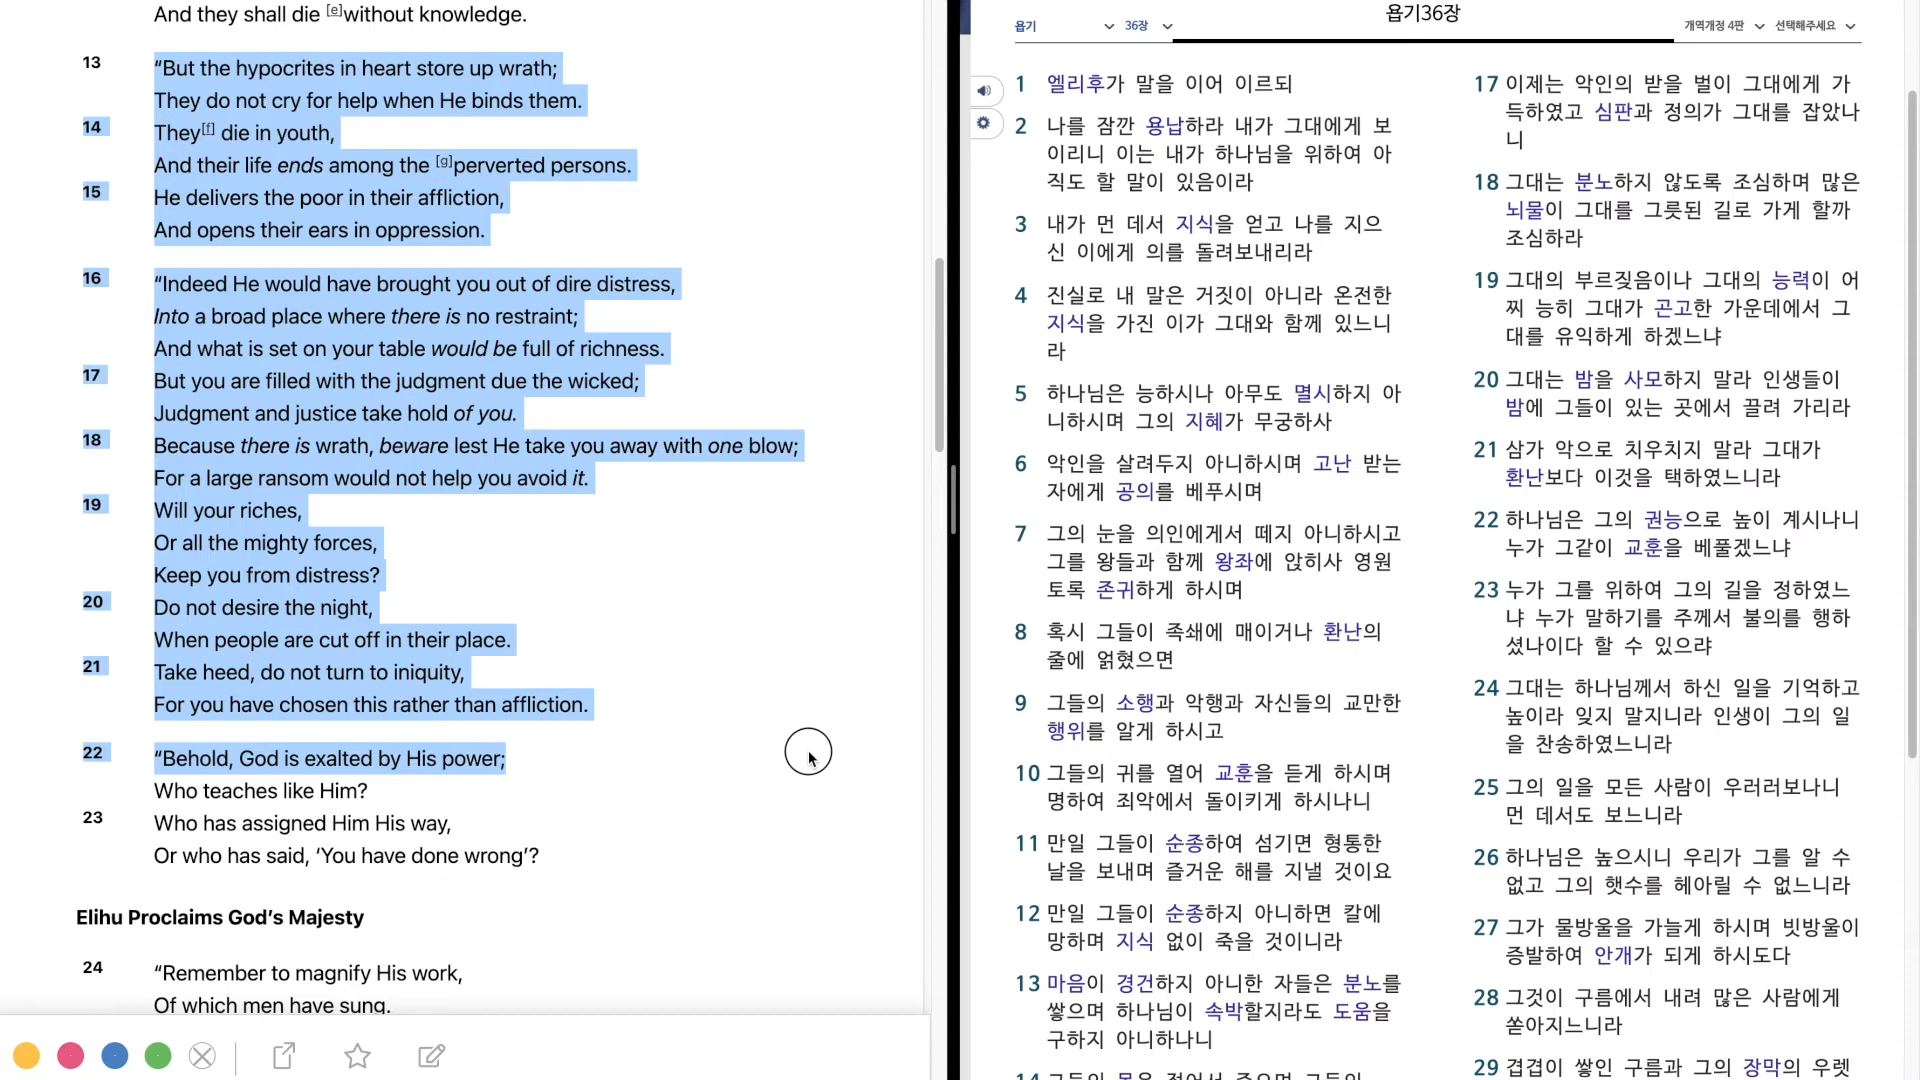 And they shall die [e]without knowledge.
13 “But the hypocrites in heart store up wrath;
They do not cry for help when He binds them.
14 They[f] die in youth,
And their life ends among the [g]perverted persons.
15 He delivers the poor in their affliction,
And opens their ears in oppression.
16 “Indeed He would have brought you out of dire distress,
Into a broad place where there is no restraint;
And what is set on your table would be full of richness.
17 But you are filled with the judgment due the wicked;
Judgment and justice take hold of you.
18 Because there is wrath, beware lest He take you away with one blow;
For a large ransom would not help you avoid it.
19 Will your riches,
Or all the mighty forces,
Keep you from distress?
20 Do not desire the night,
When people are cut off in their place.
21 Take heed, do not turn to iniquity,
For you have chosen this rather than affliction.
22 “Behold, God is exalted by His power;
Who teaches like Him?
23 Who has assigned Him His way,
Or who has said, ‘You have done wrong’?
Elihu Proclaims God’s Majesty
24 “Remember to magnify His work,
Of which men have sung.
욥기 36장
욥기36장
개역개정 4판 선택해주세요
1 엘리후가 말을 이어 이르되
2 나를 잠깐 용납하라 내가 그대에게 보
이리니 이는 내가 하나님을 위하여 아
직도 할 말이 있음이라
3 내가 먼 데서 지식을 얻고 나를 지으
신 이에게 의를 돌려보내리라
4 진실로 내 말은 거짓이 아니라 온전한
지식을 가진 이가 그대와 함께 있느니
라
5 하나님은 능하시나 아무도 멸시하지 아
니하시며 그의 지혜가 무궁하사
6 악인을 살려두지 아니하시며 고난 받는
자에게 공의를 베푸시며
7 그의 눈을 의인에게서 떼지 아니하시고
그를 왕들과 함께 왕좌에 앉히사 영원
토록 존귀하게 하시며
8 혹시 그들이 족쇄에 매이거나 환난의
줄에 얽혔으면
9 그들의 소행과 악행과 자신들의 교만한
행위를 알게 하시고
10 그들의 귀를 열어 교훈을 듣게 하시며
명하여 죄악에서 돌이키게 하시나니
11 만일 그들이 순종하여 섬기면 형통한
날을 보내며 즐거운 해를 지낼 것이요
12 만일 그들이 순종하지 아니하면 칼에
망하며 지식 없이 죽을 것이니라
13 마음이 경건하지 아니한 자들은 분노를
쌓으며 하나님이 속박할지라도 도움을
구하지 아니하나니
17 이제는 악인의 받을 벌이 그대에게 가
득하였고 심판과 정의가 그대를 잡았나
니
18 그대는 분노하지 않도록 조심하며 많은
뇌물이 그대를 그릇된 길로 가게 할까
조심하라
19 그대의 부르짖음이나 그대의 능력이 어
찌 능히 그대가 곤고한 가운데에서 그
대를 유익하게 하겠느냐
20 그대는 밤을 사모하지 말라 인생들이
밤에 그들이 있는 곳에서 끌려 가리라
21 삼가 악으로 치우치지 말라 그대가
환난보다 이것을 택하였느니라
22 하나님은 그의 권능으로 높이 계시나니
누가 그같이 교훈을 베풀겠느냐
23 누가 그를 위하여 그의 길을 정하였느
냐 누가 말하기를 주께서 불의를 행하
셨나이다 할 수 있으랴
24 그대는 하나님께서 하신 일을 기억하고
높이라 잊지 말지니라 인생이 그의 일
을 찬송하였느니라
25 그의 일을 모든 사람이 우러러보나니
먼 데서도 보느니라
26 하나님은 높으시니 우리가 그를 알 수
없고 그의 햇수를 헤아릴 수 없느니라
27 그가 물방울을 가늘게 하시며 빗방울이
증발하여 안개가 되게 하시도다
28 그것이 구름에서 내려 많은 사람에게
쏟아지느니라
29 겹겹이 쌓인 구름과 그의 장막의 우렛